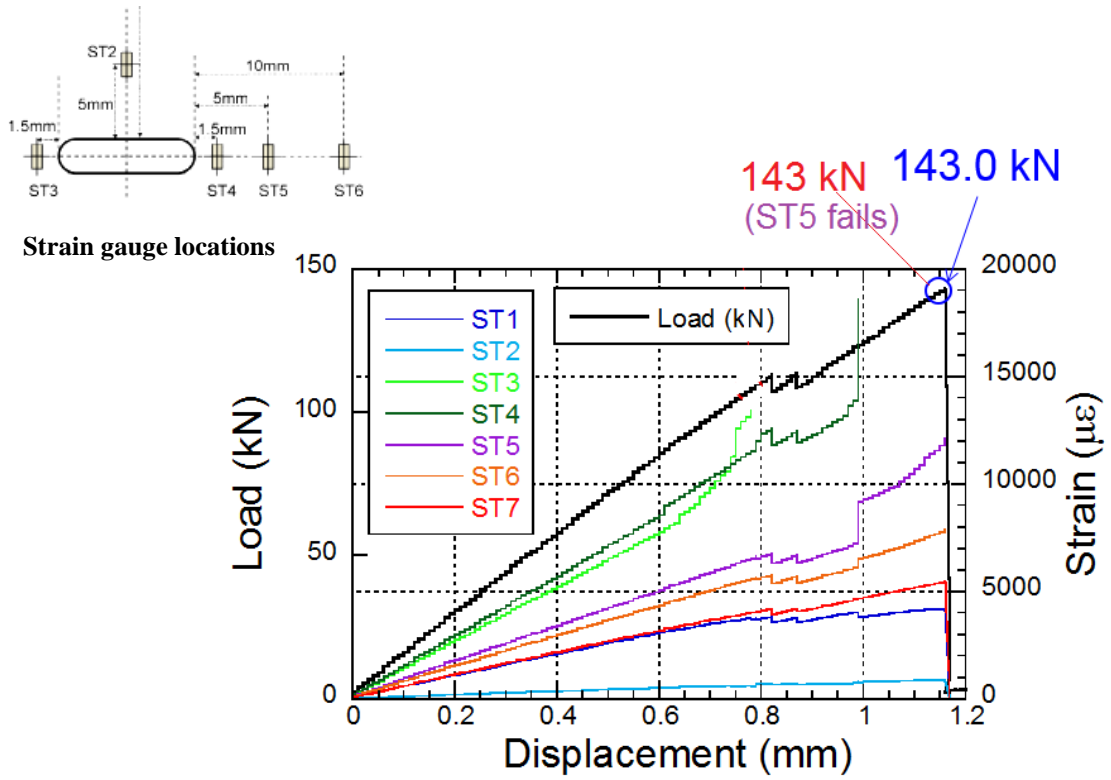 ST2
10mm
5mm
5mm
1.5mm
1.5mm
ST3
ST4
ST5
ST6
Strain gauge locations
143 kN
143.0 kN
(ST5 fails)
150
20000
ST1
ST2
ST3
ST4
ST5
ST6
ST7
Load (kN)
15000
100
10000
50
5000
0
0
Load (kN)
Strain (με)
0
0.2
0.4
0.6
0.8
1
1.2
Displacement (mm)